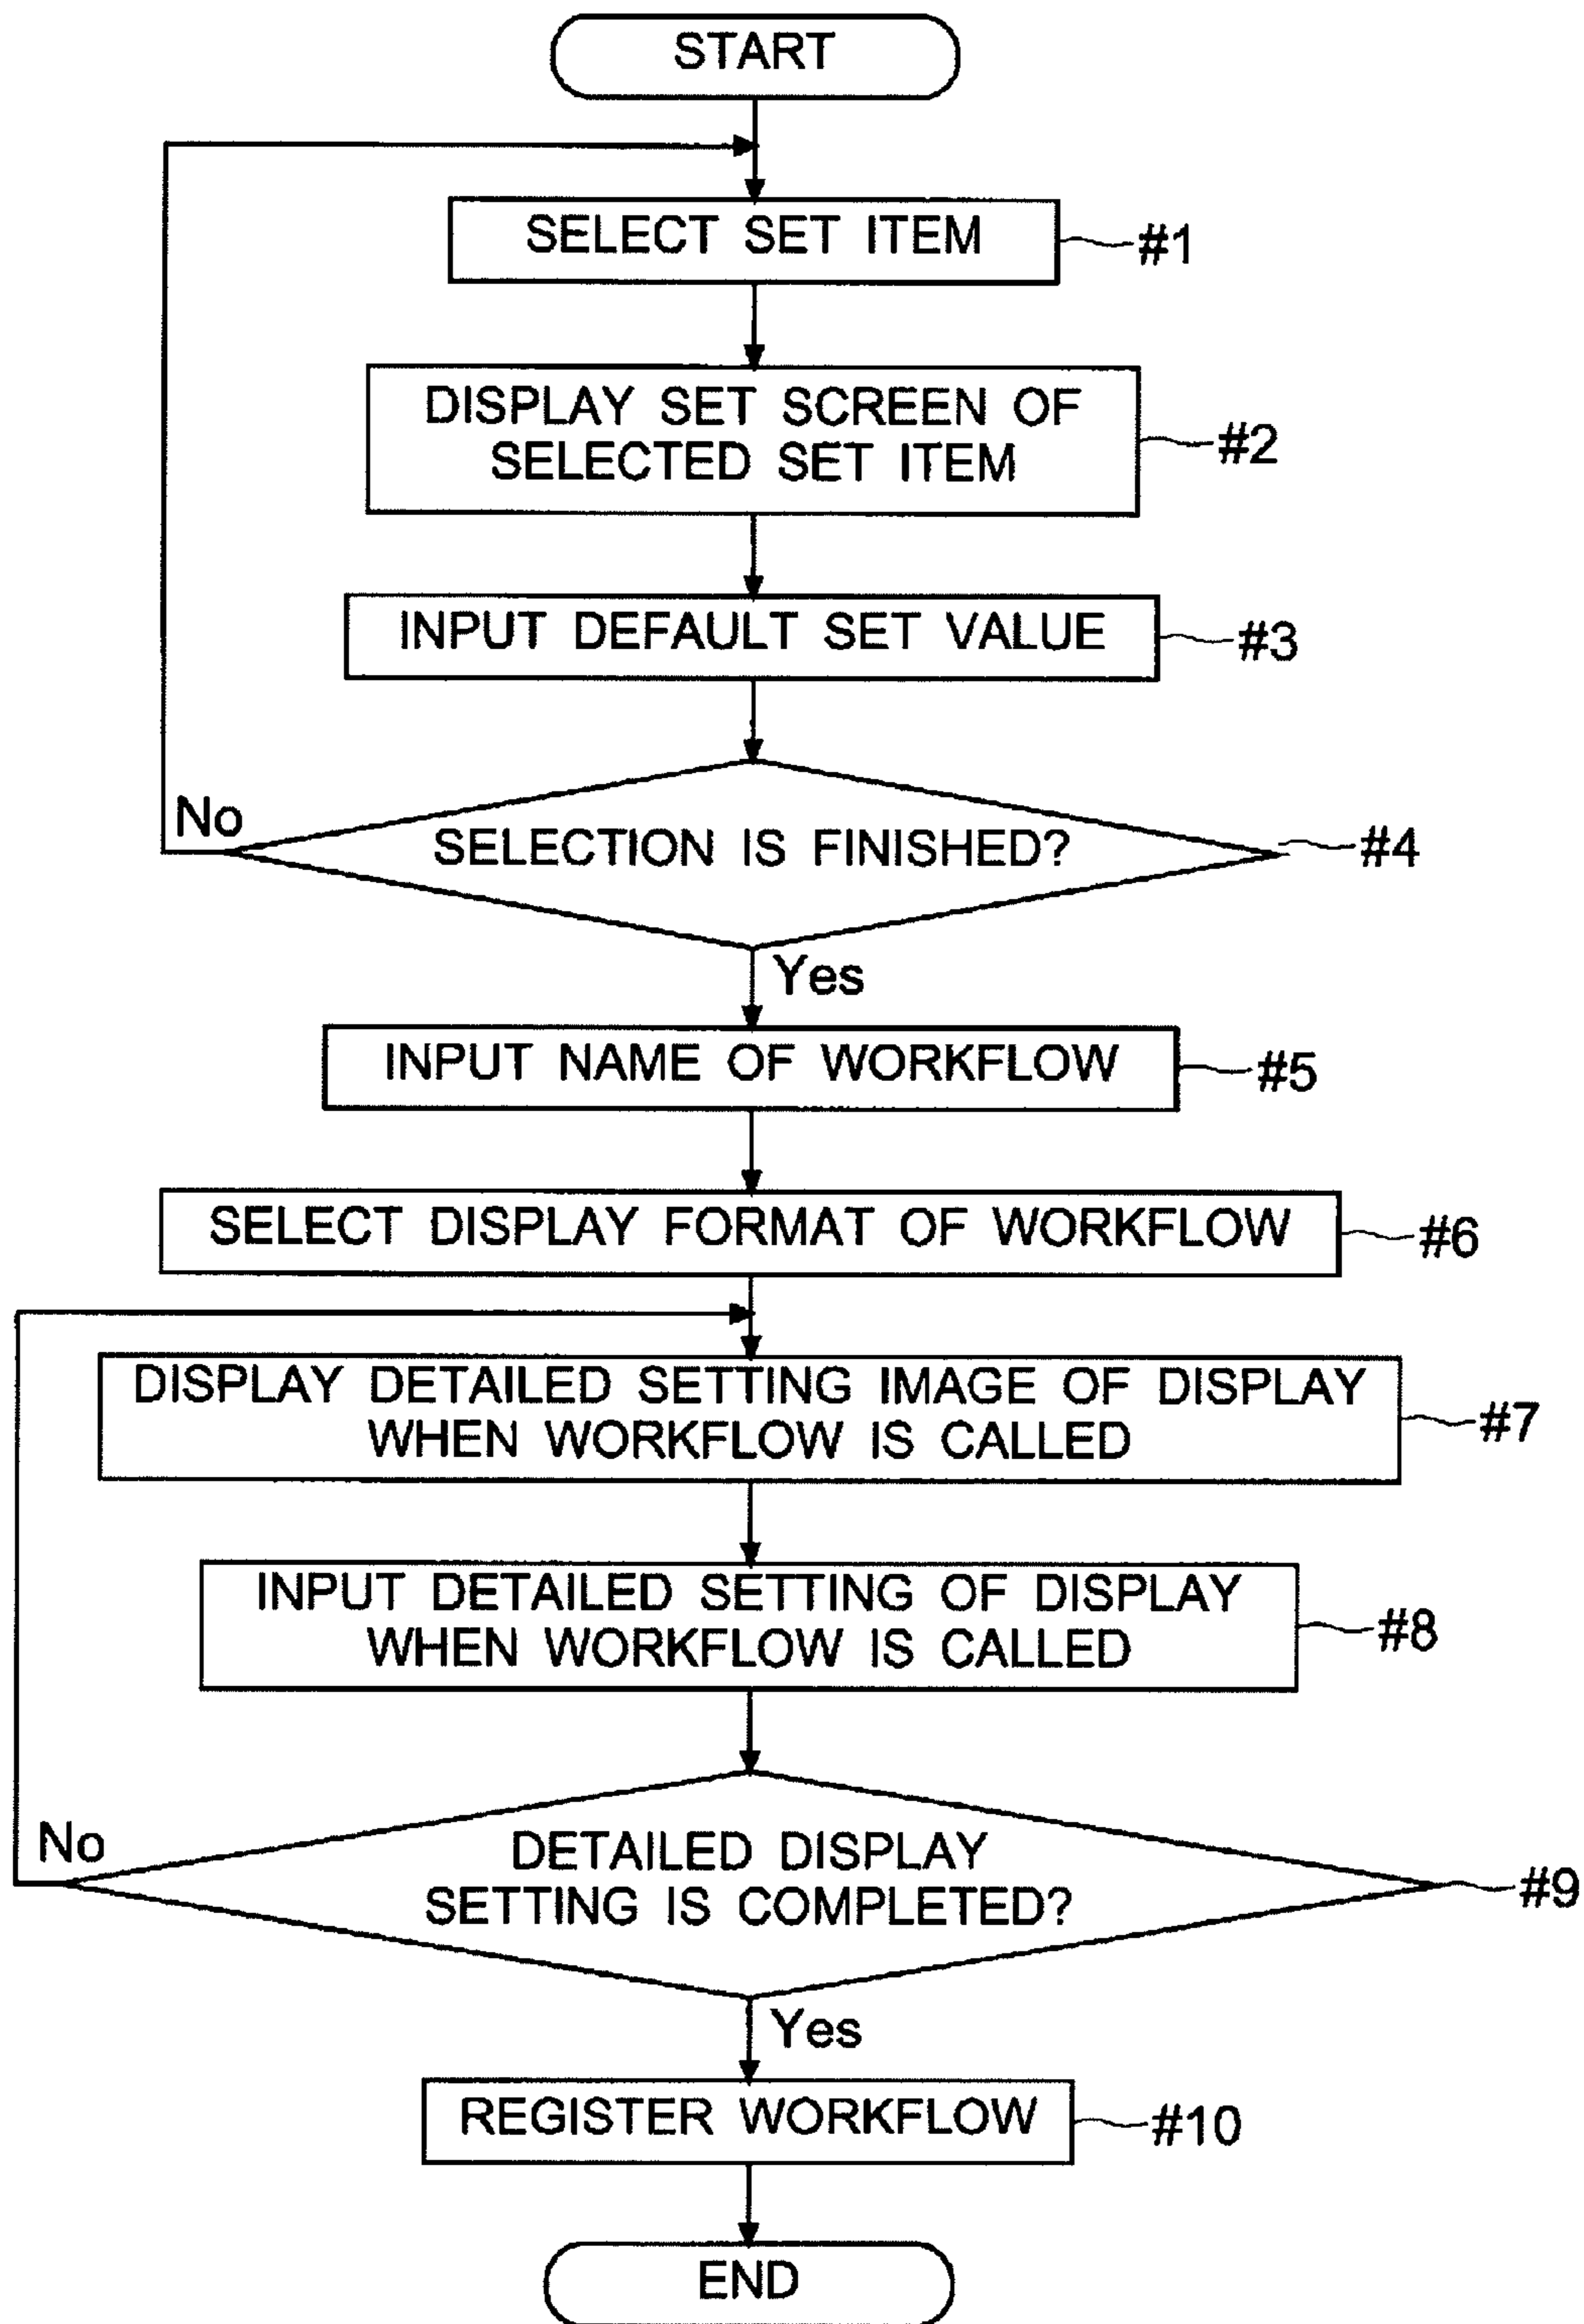 START
SELECT SET ITEM
#1
DISPLAY SET SCREEN OF
SELECTED SET ITEM
#2
INPUT DEFAULT SET VALUE
#3
No
SELECTION IS FINISHED?
#4
Yes
INPUT NAME OF WORKFLOW
#5
SELECT DISPLAY FORMAT OF WORKFLOW
#6
DISPLAY DETAILED SETTING IMAGE OF DISPLAY
WHEN WORKFLOW IS CALLED
#7
INPUT DETAILED SETTING OF DISPLAY
WHEN WORKFLOW IS CALLED
#8
No
DETAILED DISPLAY
SETTING IS COMPLETED?
#9
Yes
REGISTER WORKFLOW
#10
END